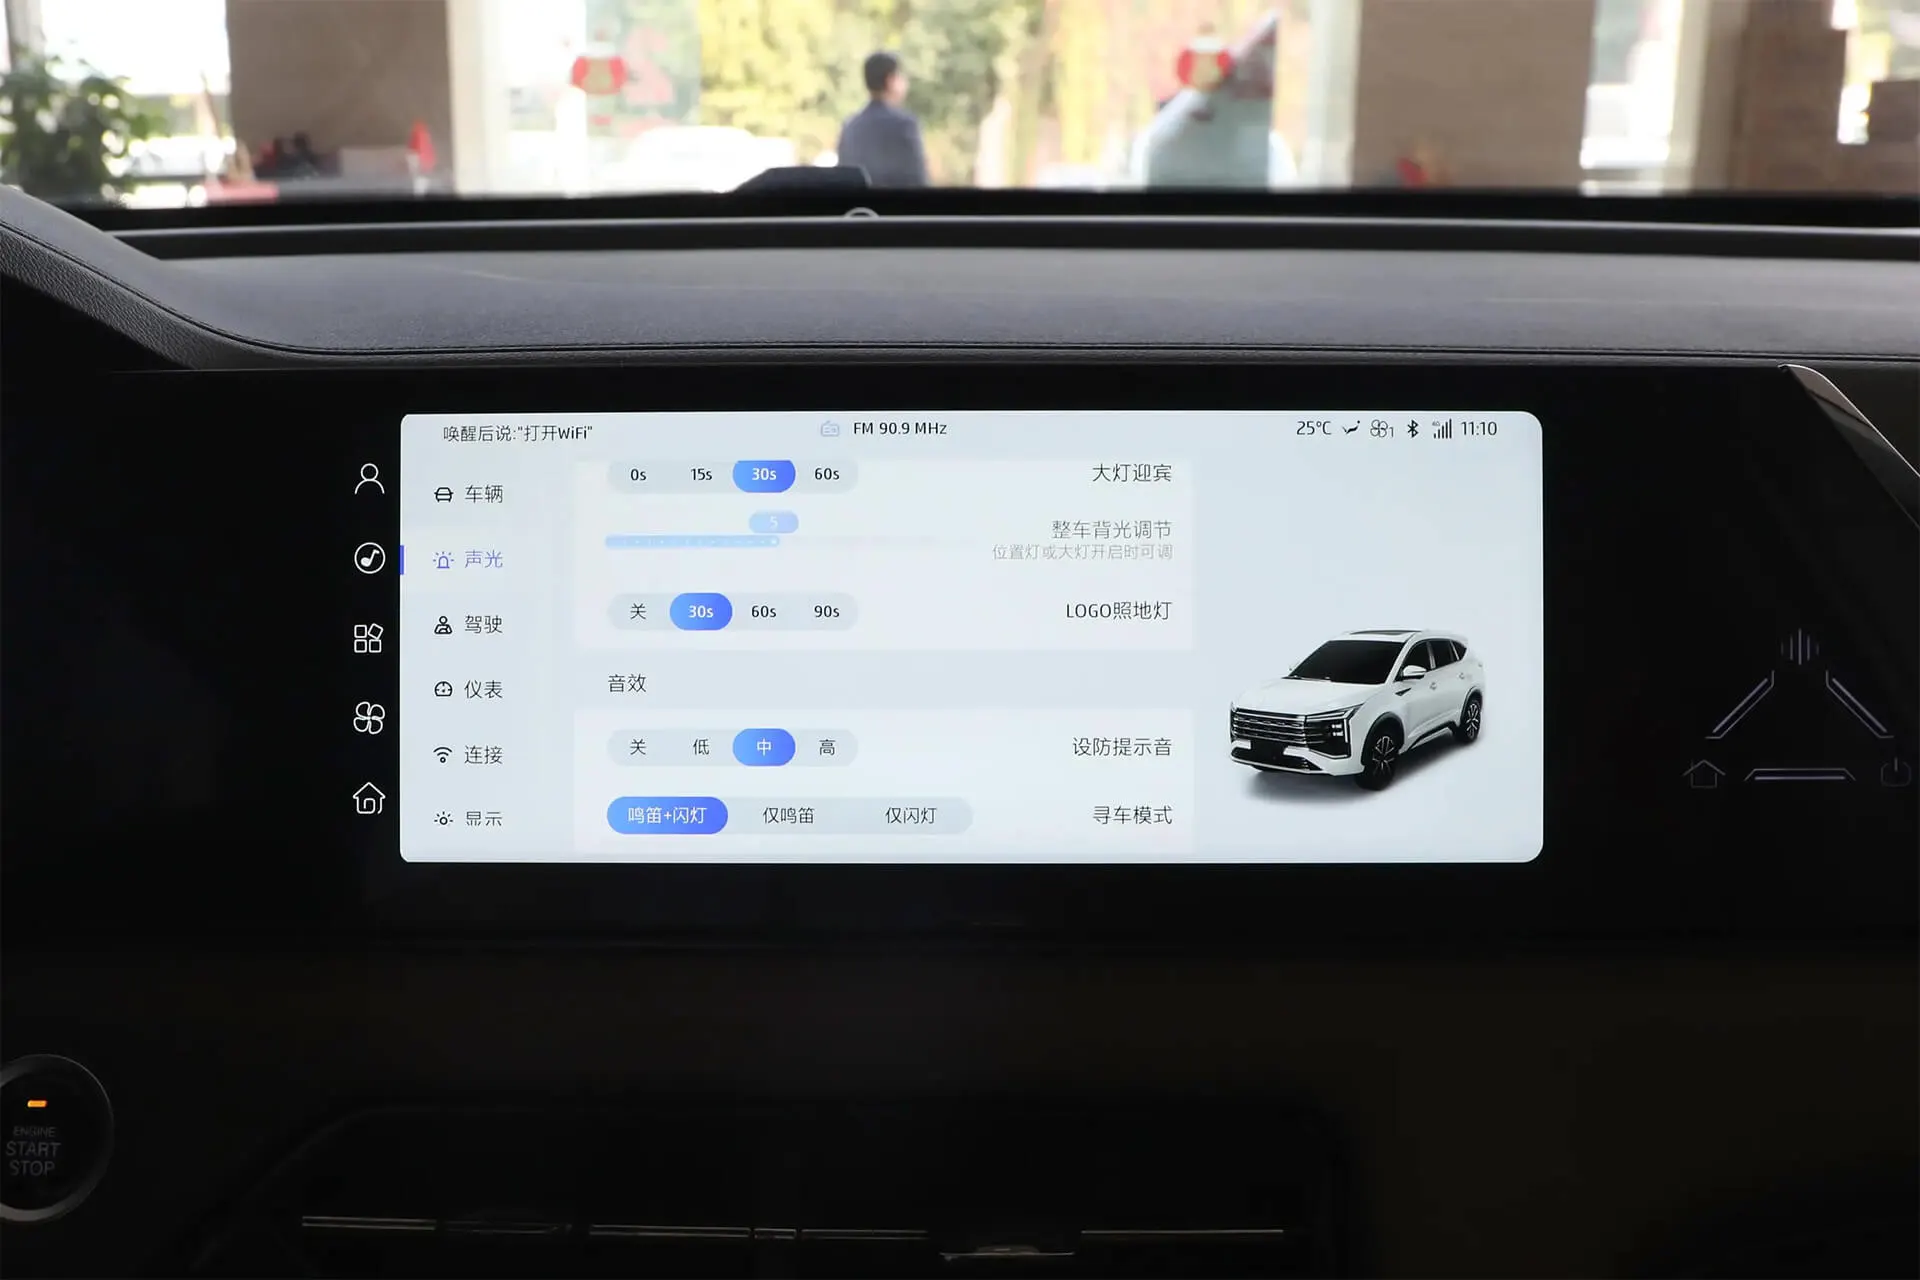 唤醒后说:"打开WiFi"
FM 90.9 MHz
25°C 1 4G 11:10
车辆
声光
驾驶
仪表
连接
显示
0s 15s 30s 60s 大灯迎宾
5 整车背光调节
位置灯或大灯开启时可调
关 30s 60s 90s LOGO照地灯
音效
关 低 中 高 设防提示音
鸣笛+闪灯 仅鸣笛 仅闪灯 寻车模式
ENGINE
START
STOP